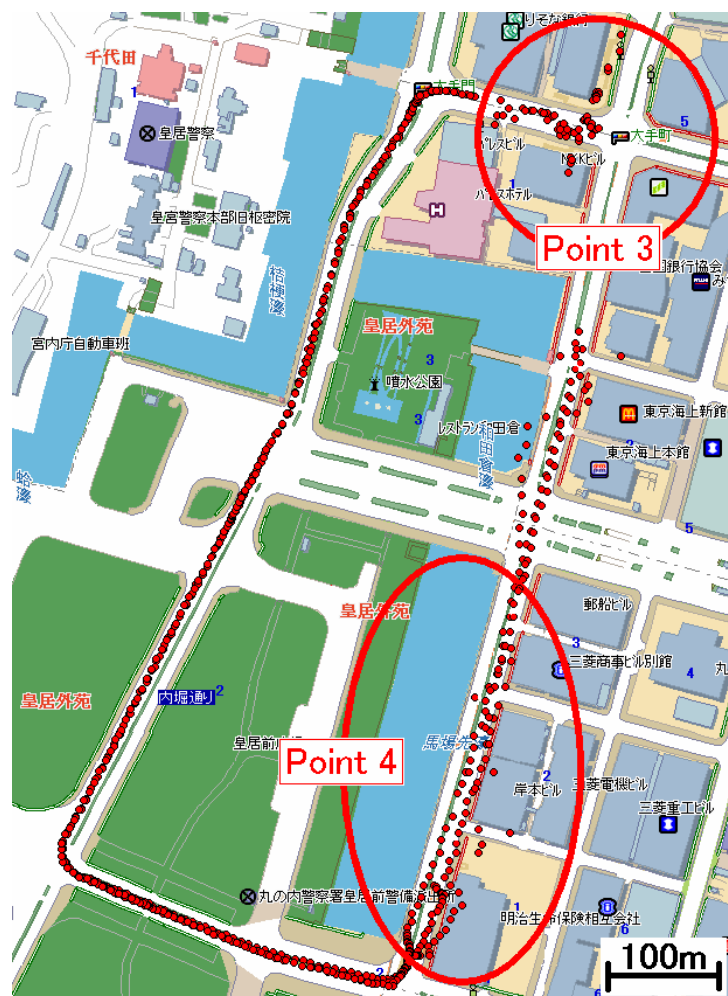 りそな銀行
千代田
1
大手門
5
大手町
皇居警察
パレスビル
NKKビル
1
パレスホテル
皇宮警察本部旧枢密院
Point 3
み
桔梗濠
宮内庁自動車班
皇居外苑
3
噴水公園
3
レストラン和田倉
和田倉濠
東京海上新館
東京海上本館
蛤濠
5
皇居外苑
郵船ビル
3
三菱商事ビル別館
4
丸
皇居外苑
内堀通り
2
馬場先濠
Point 4
2
岸本ビル
三菱電機ビル
三菱重工ビル
丸の内警察署皇居前警備派出所
1
明治生命保険相互会社
6
2
6
100m